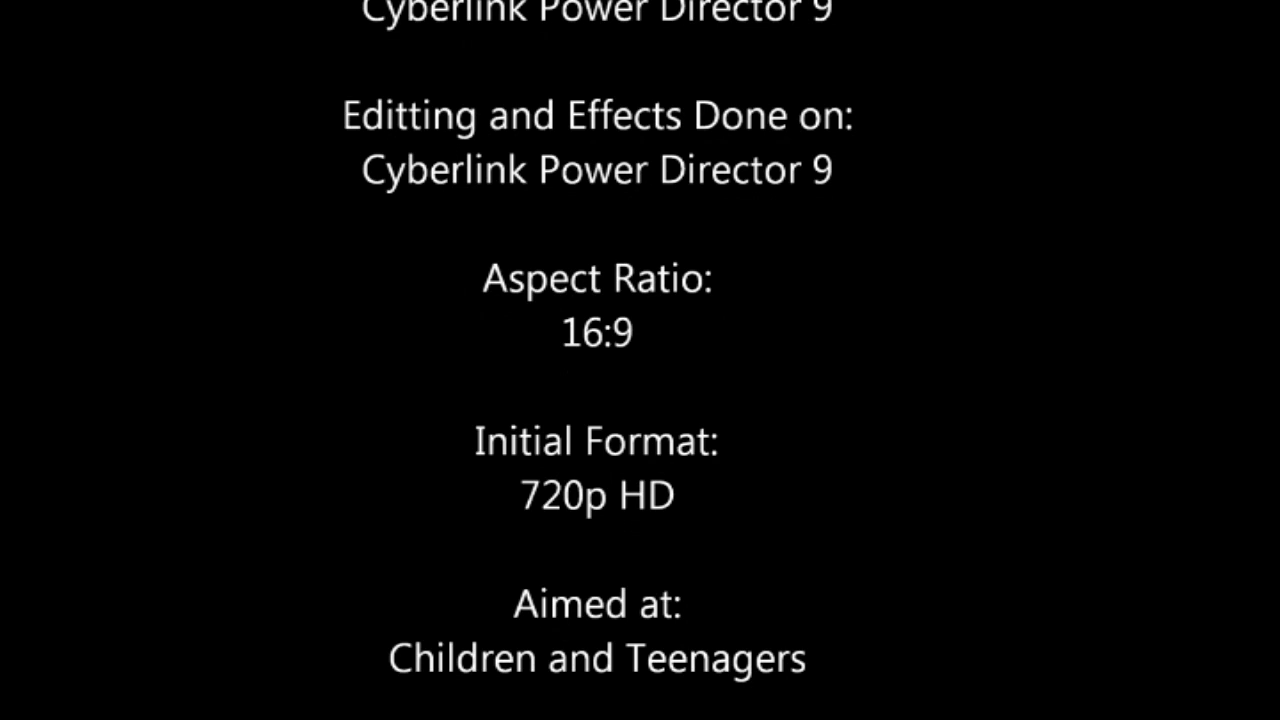 Cyberlink Power Director 9
Editting and Effects Done on:
Cyberlink Power Director 9
Aspect Ratio:
16:9
Initial Format:
720p HD
Aimed at:
Children and Teenagers